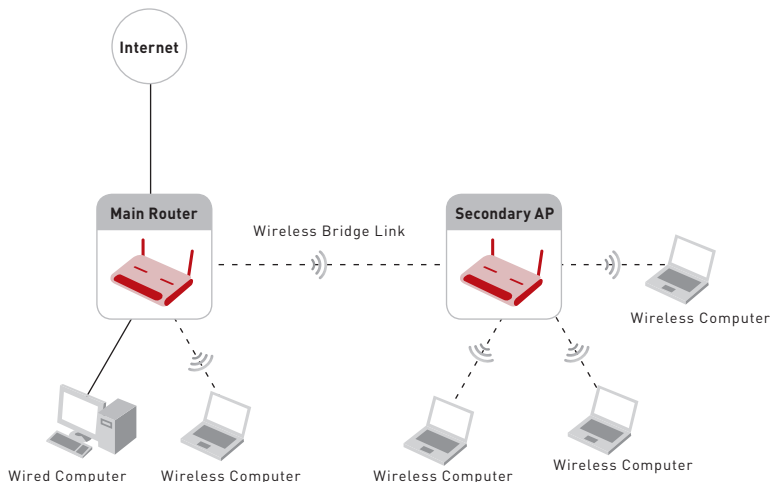 Internet
Main Router
Secondary AP
Wireless Bridge Link
Wireless Computer
Wireless Computer
Wired Computer
Wireless Computer
Wireless Computer